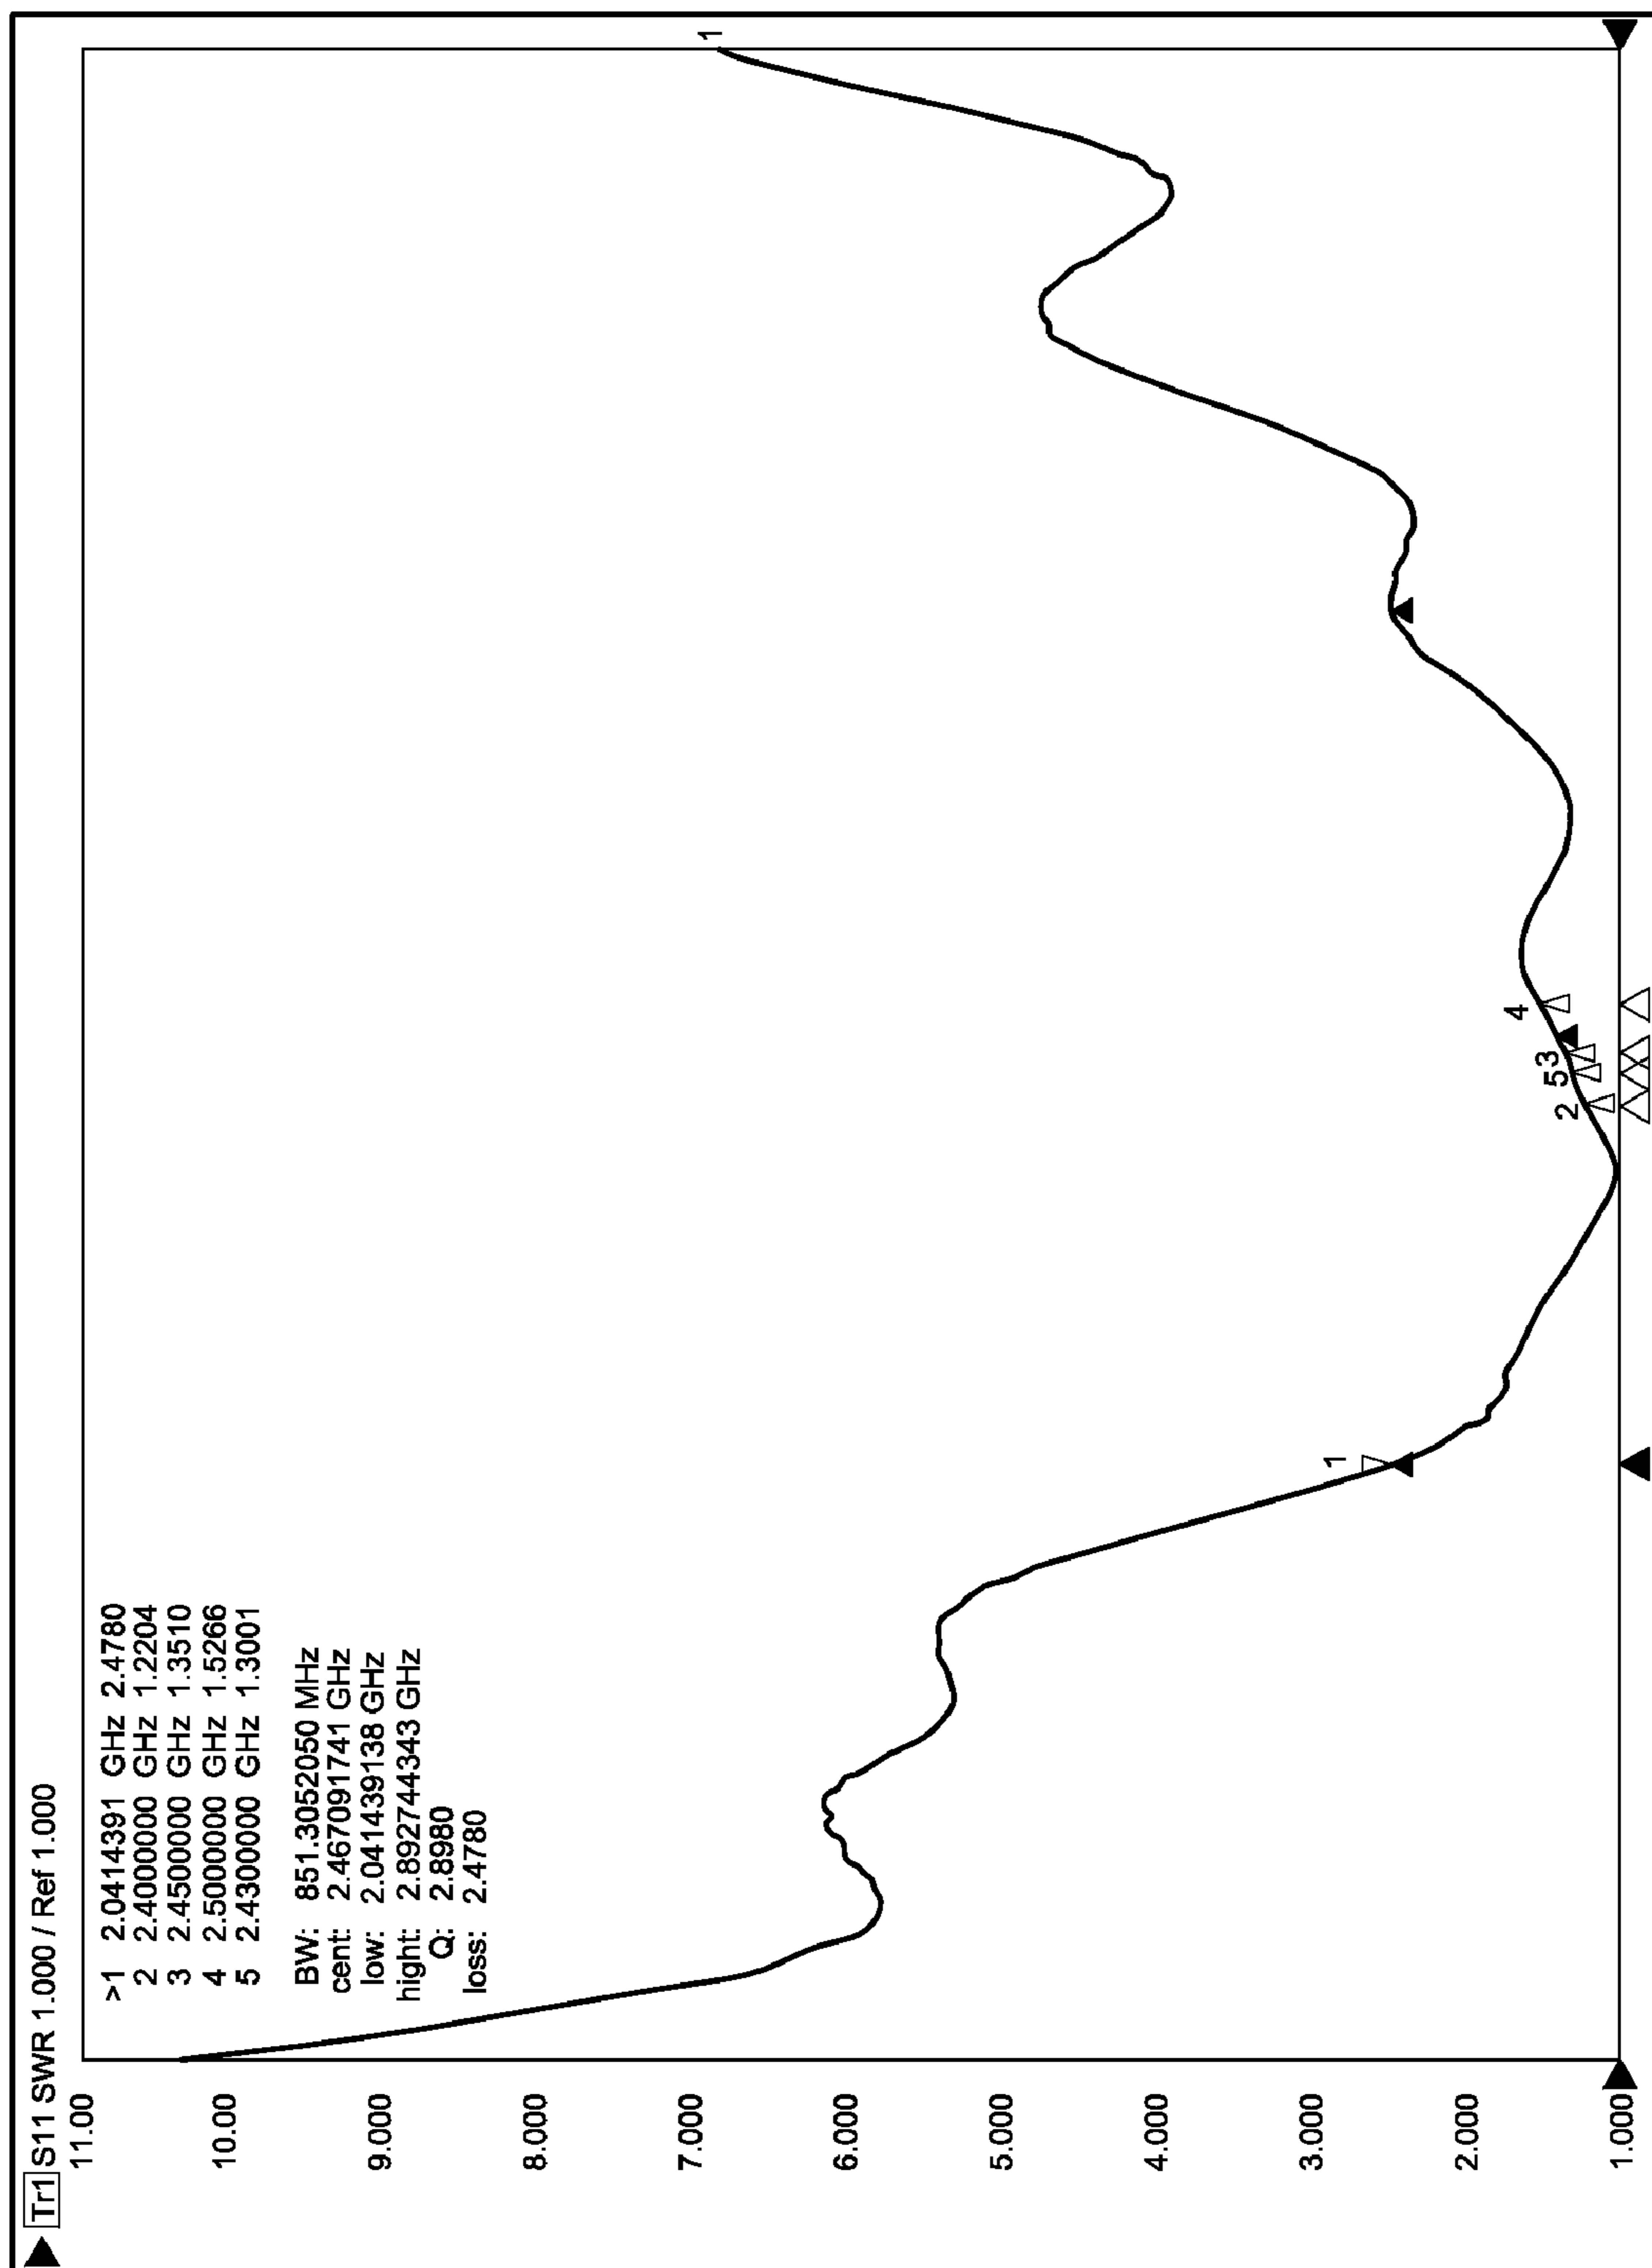 Tr1 S11 SWR 1.000 / Ref 1.000
11.00
10.00
9.000
8.000
7.000
6.000
5.000
4.000
3.000
2.000
1.000
>1 2.0414391 GHz 2.4780
2 2.4000000 GHz 1.2204
3 2.4500000 GHz 1.3510
4 2.5000000 GHz 1.5266
5 2.4300000 GHz 1.3001
BW: 851.3052050 MHz
cent: 2.467091741 GHz
low: 2.041439138 GHz
hight: 2.892744343 GHz
Q: 2.8980
loss: 2.4780
1
2
5
3
4
1